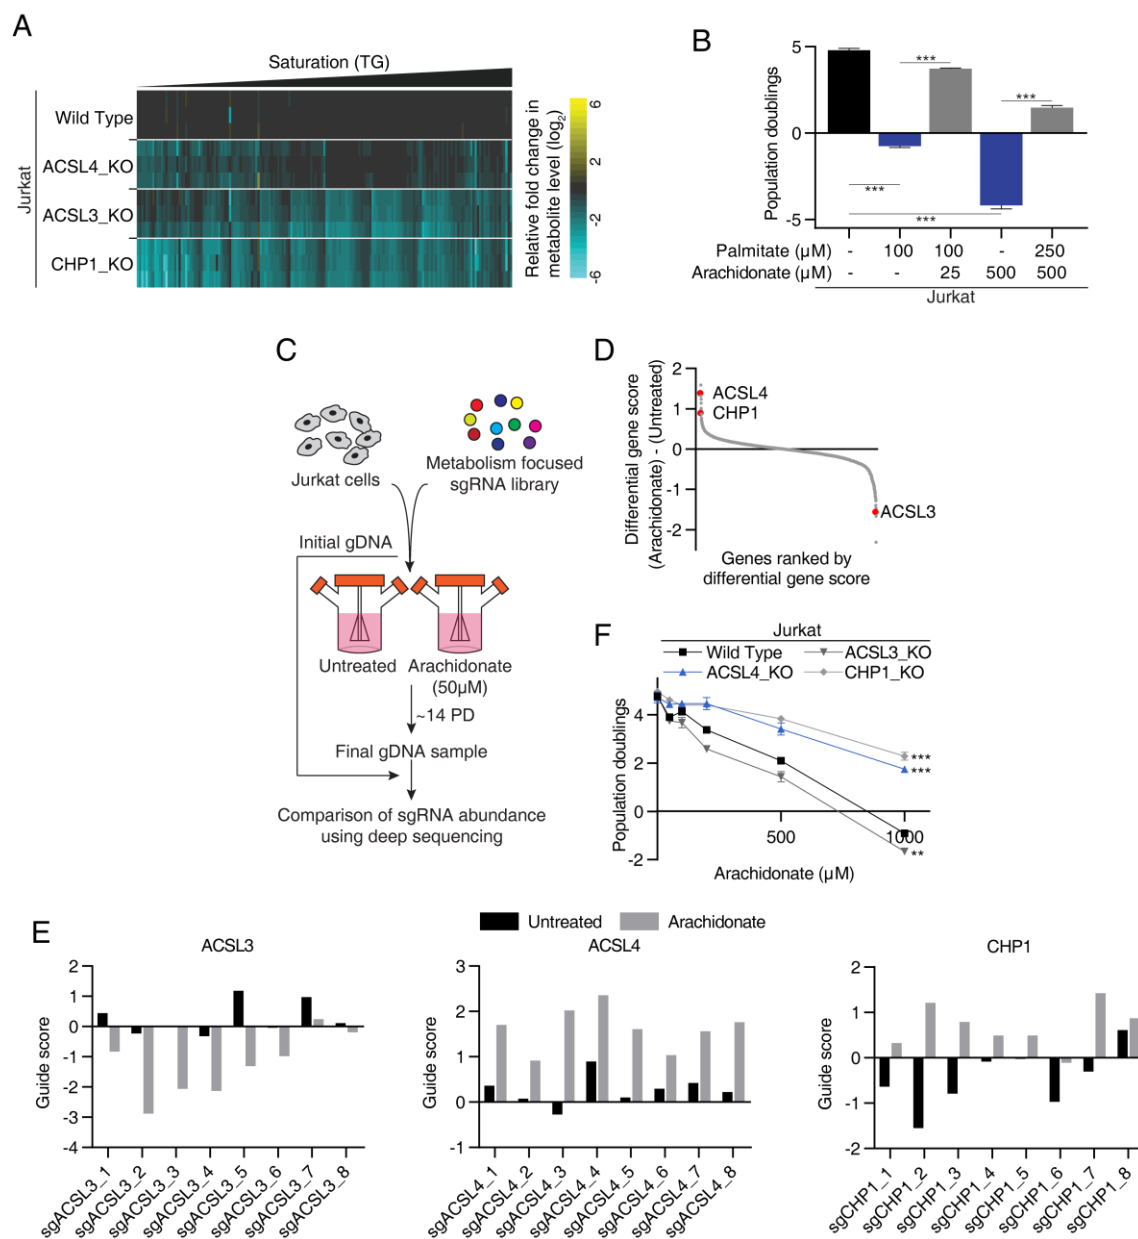 A
Saturation (TG)
Jurkat
Wild Type
ACSL4_KO
ACSL3_KO
CHP1_KO
Relative fold change in
metabolite level (log2)
6
2
-2
-6
B
Population doublings
5
0
-5
***
***
***
***
Palmitate (µM) - 100 100 - 250
Arachidonate (µM) - - 25 500 500
Jurkat
C
Jurkat cells
Metabolism focused
sgRNA library
Initial gDNA
Untreated
Arachidonate
(50µM)
~14 PD
Final gDNA sample
Comparison of sgRNA abundance
using deep sequencing
D
Differential gene score
(Arachidonate) - (Untreated)
2
1
0
-1
-2
ACSL4
CHP1
ACSL3
Genes ranked by
differential gene score
F
Jurkat
Wild Type ACSL3_KO
ACSL4_KO CHP1_KO
Population doublings
4
2
0
-2
500 1000
***
***
**
Arachidonate (µM)
E
Untreated Arachidonate
ACSL3
Guide score
2
1
0
-1
-2
-3
-4
sgACSL3_1
sgACSL3_2
sgACSL3_3
sgACSL3_4
sgACSL3_5
sgACSL3_6
sgACSL3_7
sgACSL3_8
ACSL4
Guide score
3
2
1
0
-1
sgACSL4_1
sgACSL4_2
sgACSL4_3
sgACSL4_4
sgACSL4_5
sgACSL4_6
sgACSL4_7
sgACSL4_8
CHP1
Guide score
2
1
0
-1
-2
sgCHP1_1
sgCHP1_2
sgCHP1_3
sgCHP1_4
sgCHP1_5
sgCHP1_6
sgCHP1_7
sgCHP1_8